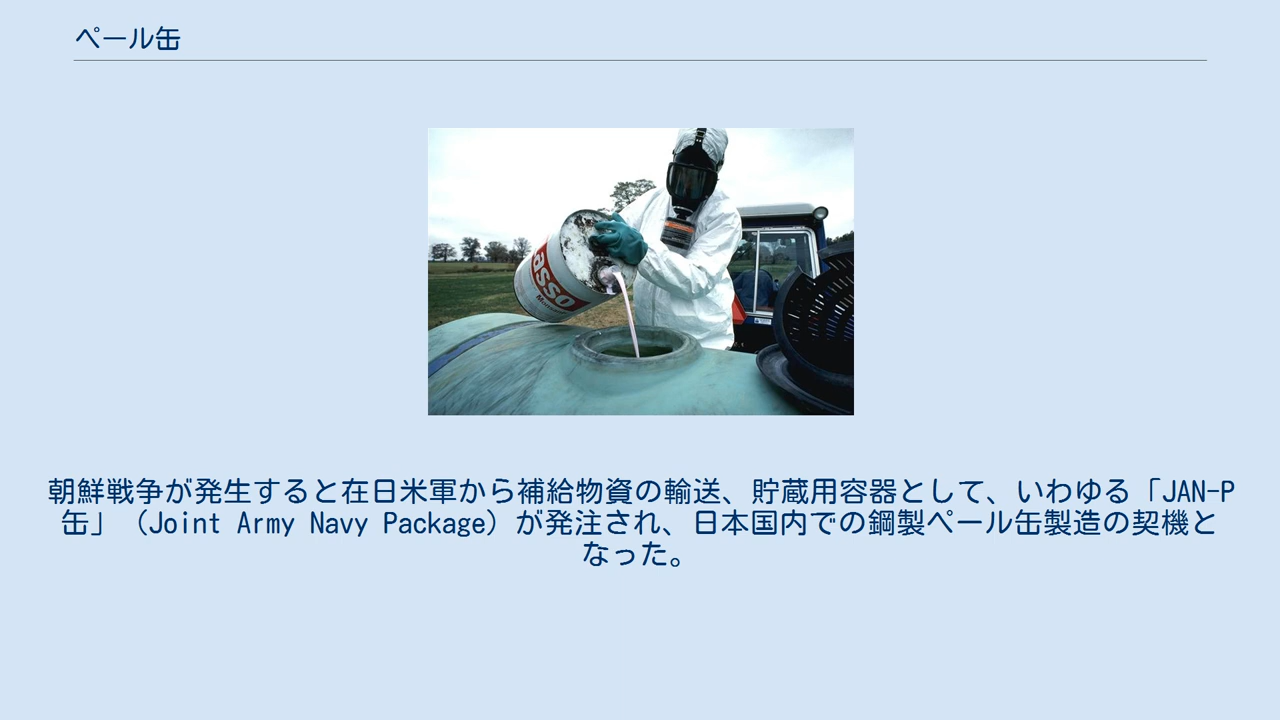 ペール缶
asso
朝鮮戦争が発生すると在日米軍から補給物資の輸送、貯蔵用容器として、いわゆる「JAN-P
缶」（Joint Army Navy Package）が発注され、日本国内での鋼製ペール缶製造の契機と
なった。